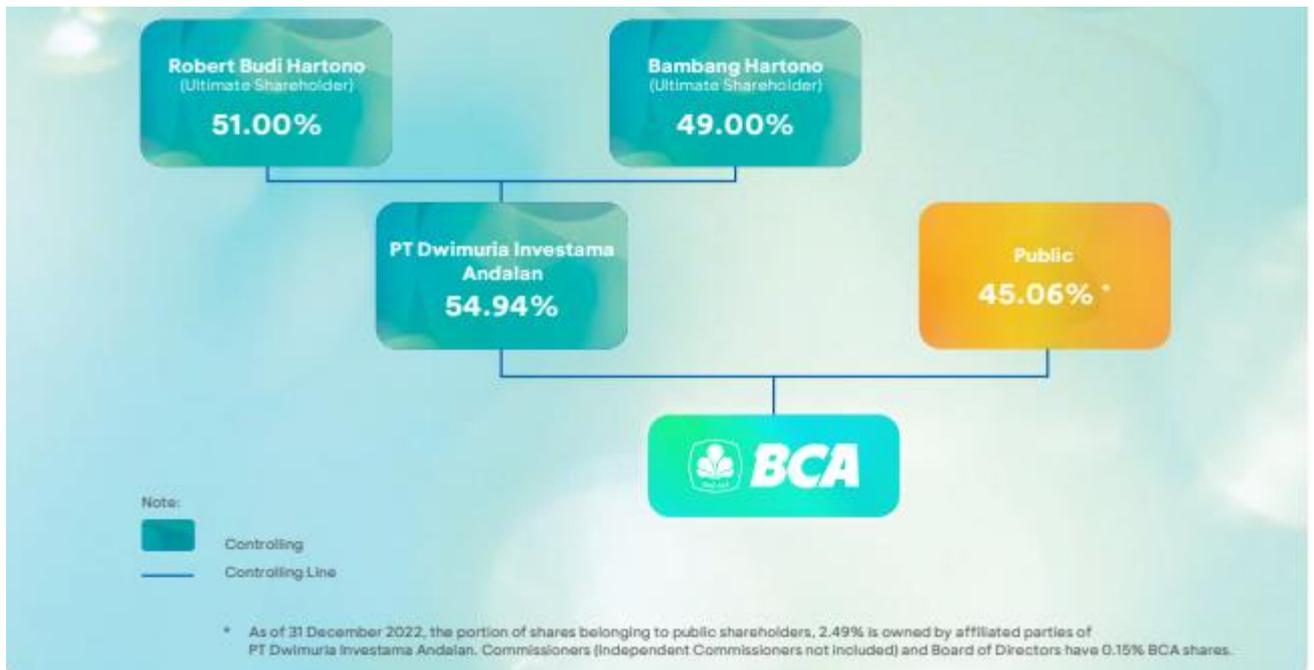 Robert Budi Hartono
(Ultimate Shareholder)
51.00%
Bambang Hartono
(Ultimate Shareholder)
49.00%
PT Dwimuria Investama
Andalan
54.94%
Public
45.06% *
BCA
Note:
Controlling
Controlling Line
* As of 31 December 2022, the portion of shares belonging to public shareholders, 2.49% is owned by affiliated parties of
PT Dwimuria Investama Andalan. Commissioners (Independent Commissioners not included) and Board of Directors have 0.15% BCA shares.